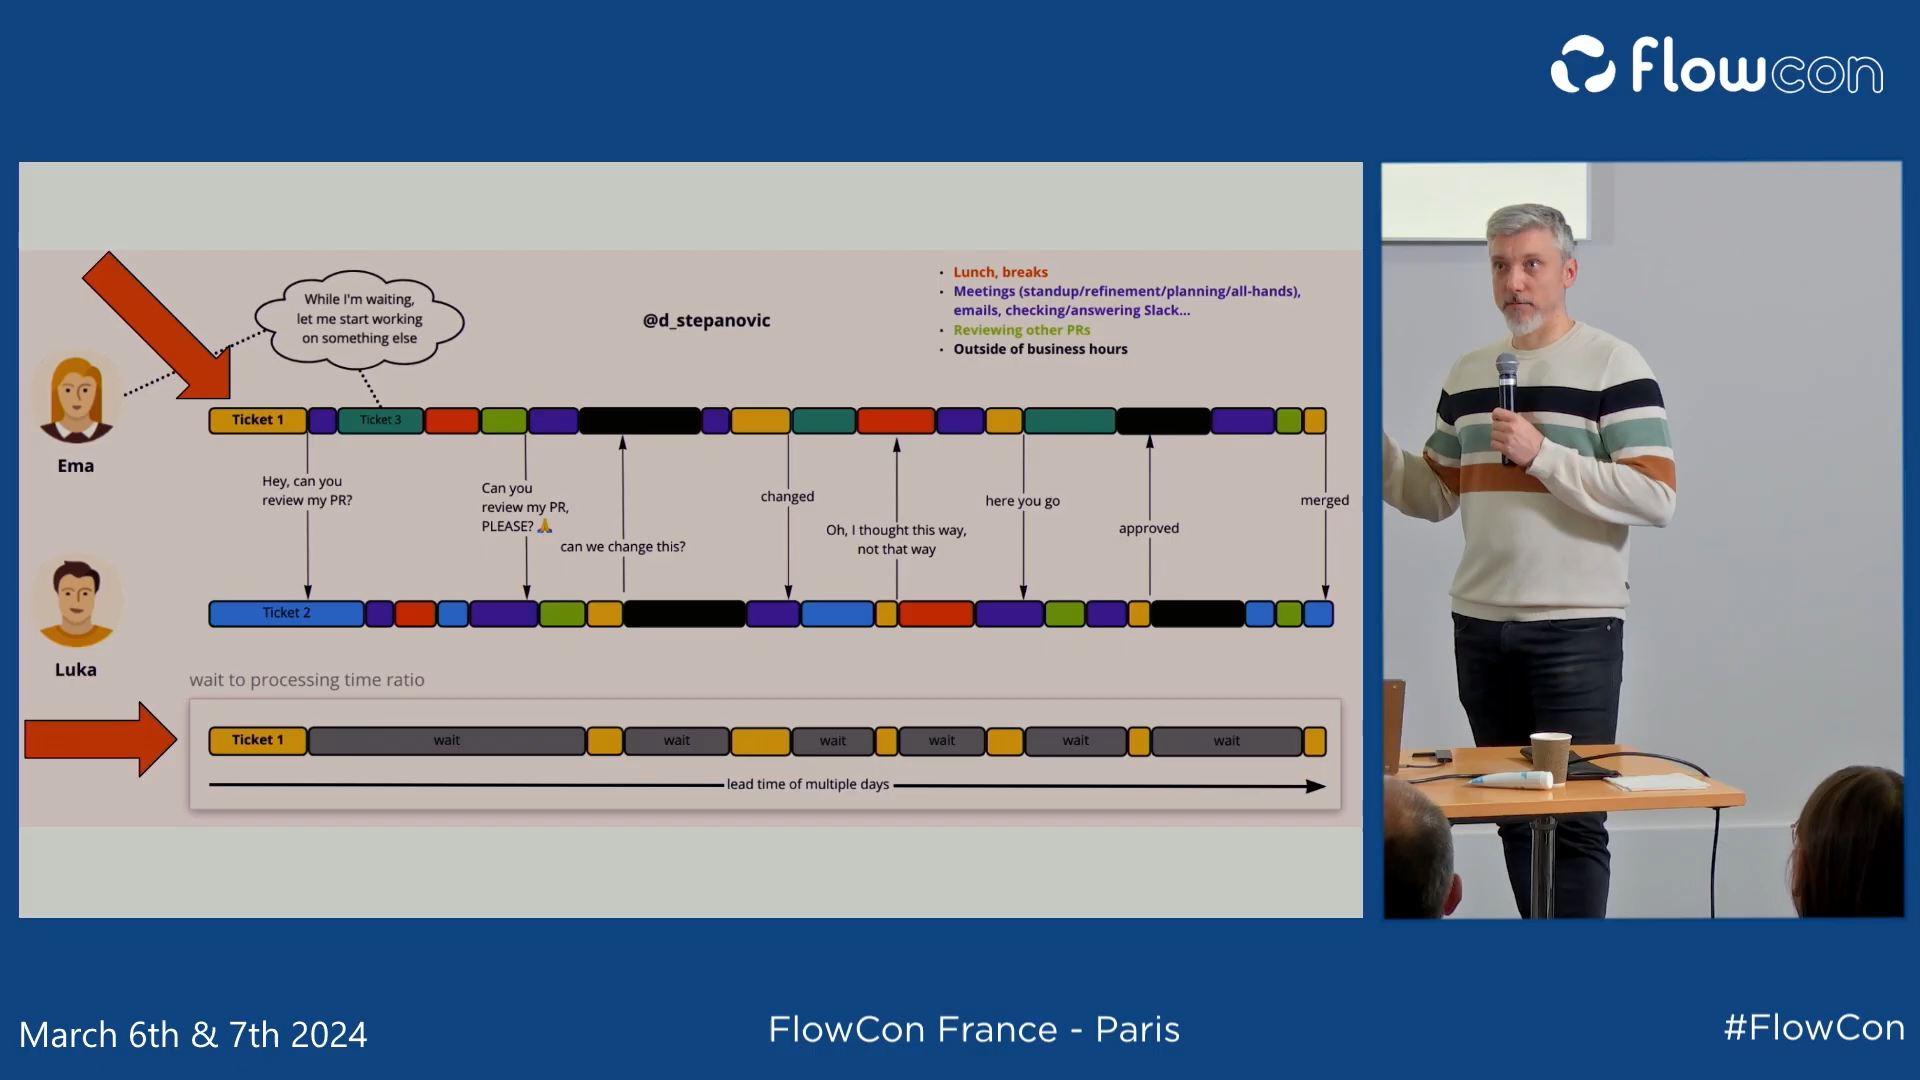 flowcon
While I'm waiting,
let me start working
on something else
@d_stepanovic
• Lunch, breaks
• Meetings (standup/refinement/planning/all-hands),
emails, checking/answering Slack...
• Reviewing other PRs
• Outside of business hours
Ticket 1
Ticket 3
Ema
Hey, can you
review my PR?
Can you
review my PR,
PLEASE? 🙏
can we change this?
changed
Oh, I thought this way,
not that way
here you go
approved
merged
Ticket 2
Luka
wait to processing time ratio
Ticket 1
wait
wait
wait
wait
wait
wait
lead time of multiple days
March 6th & 7th 2024
FlowCon France - Paris
#FlowCon